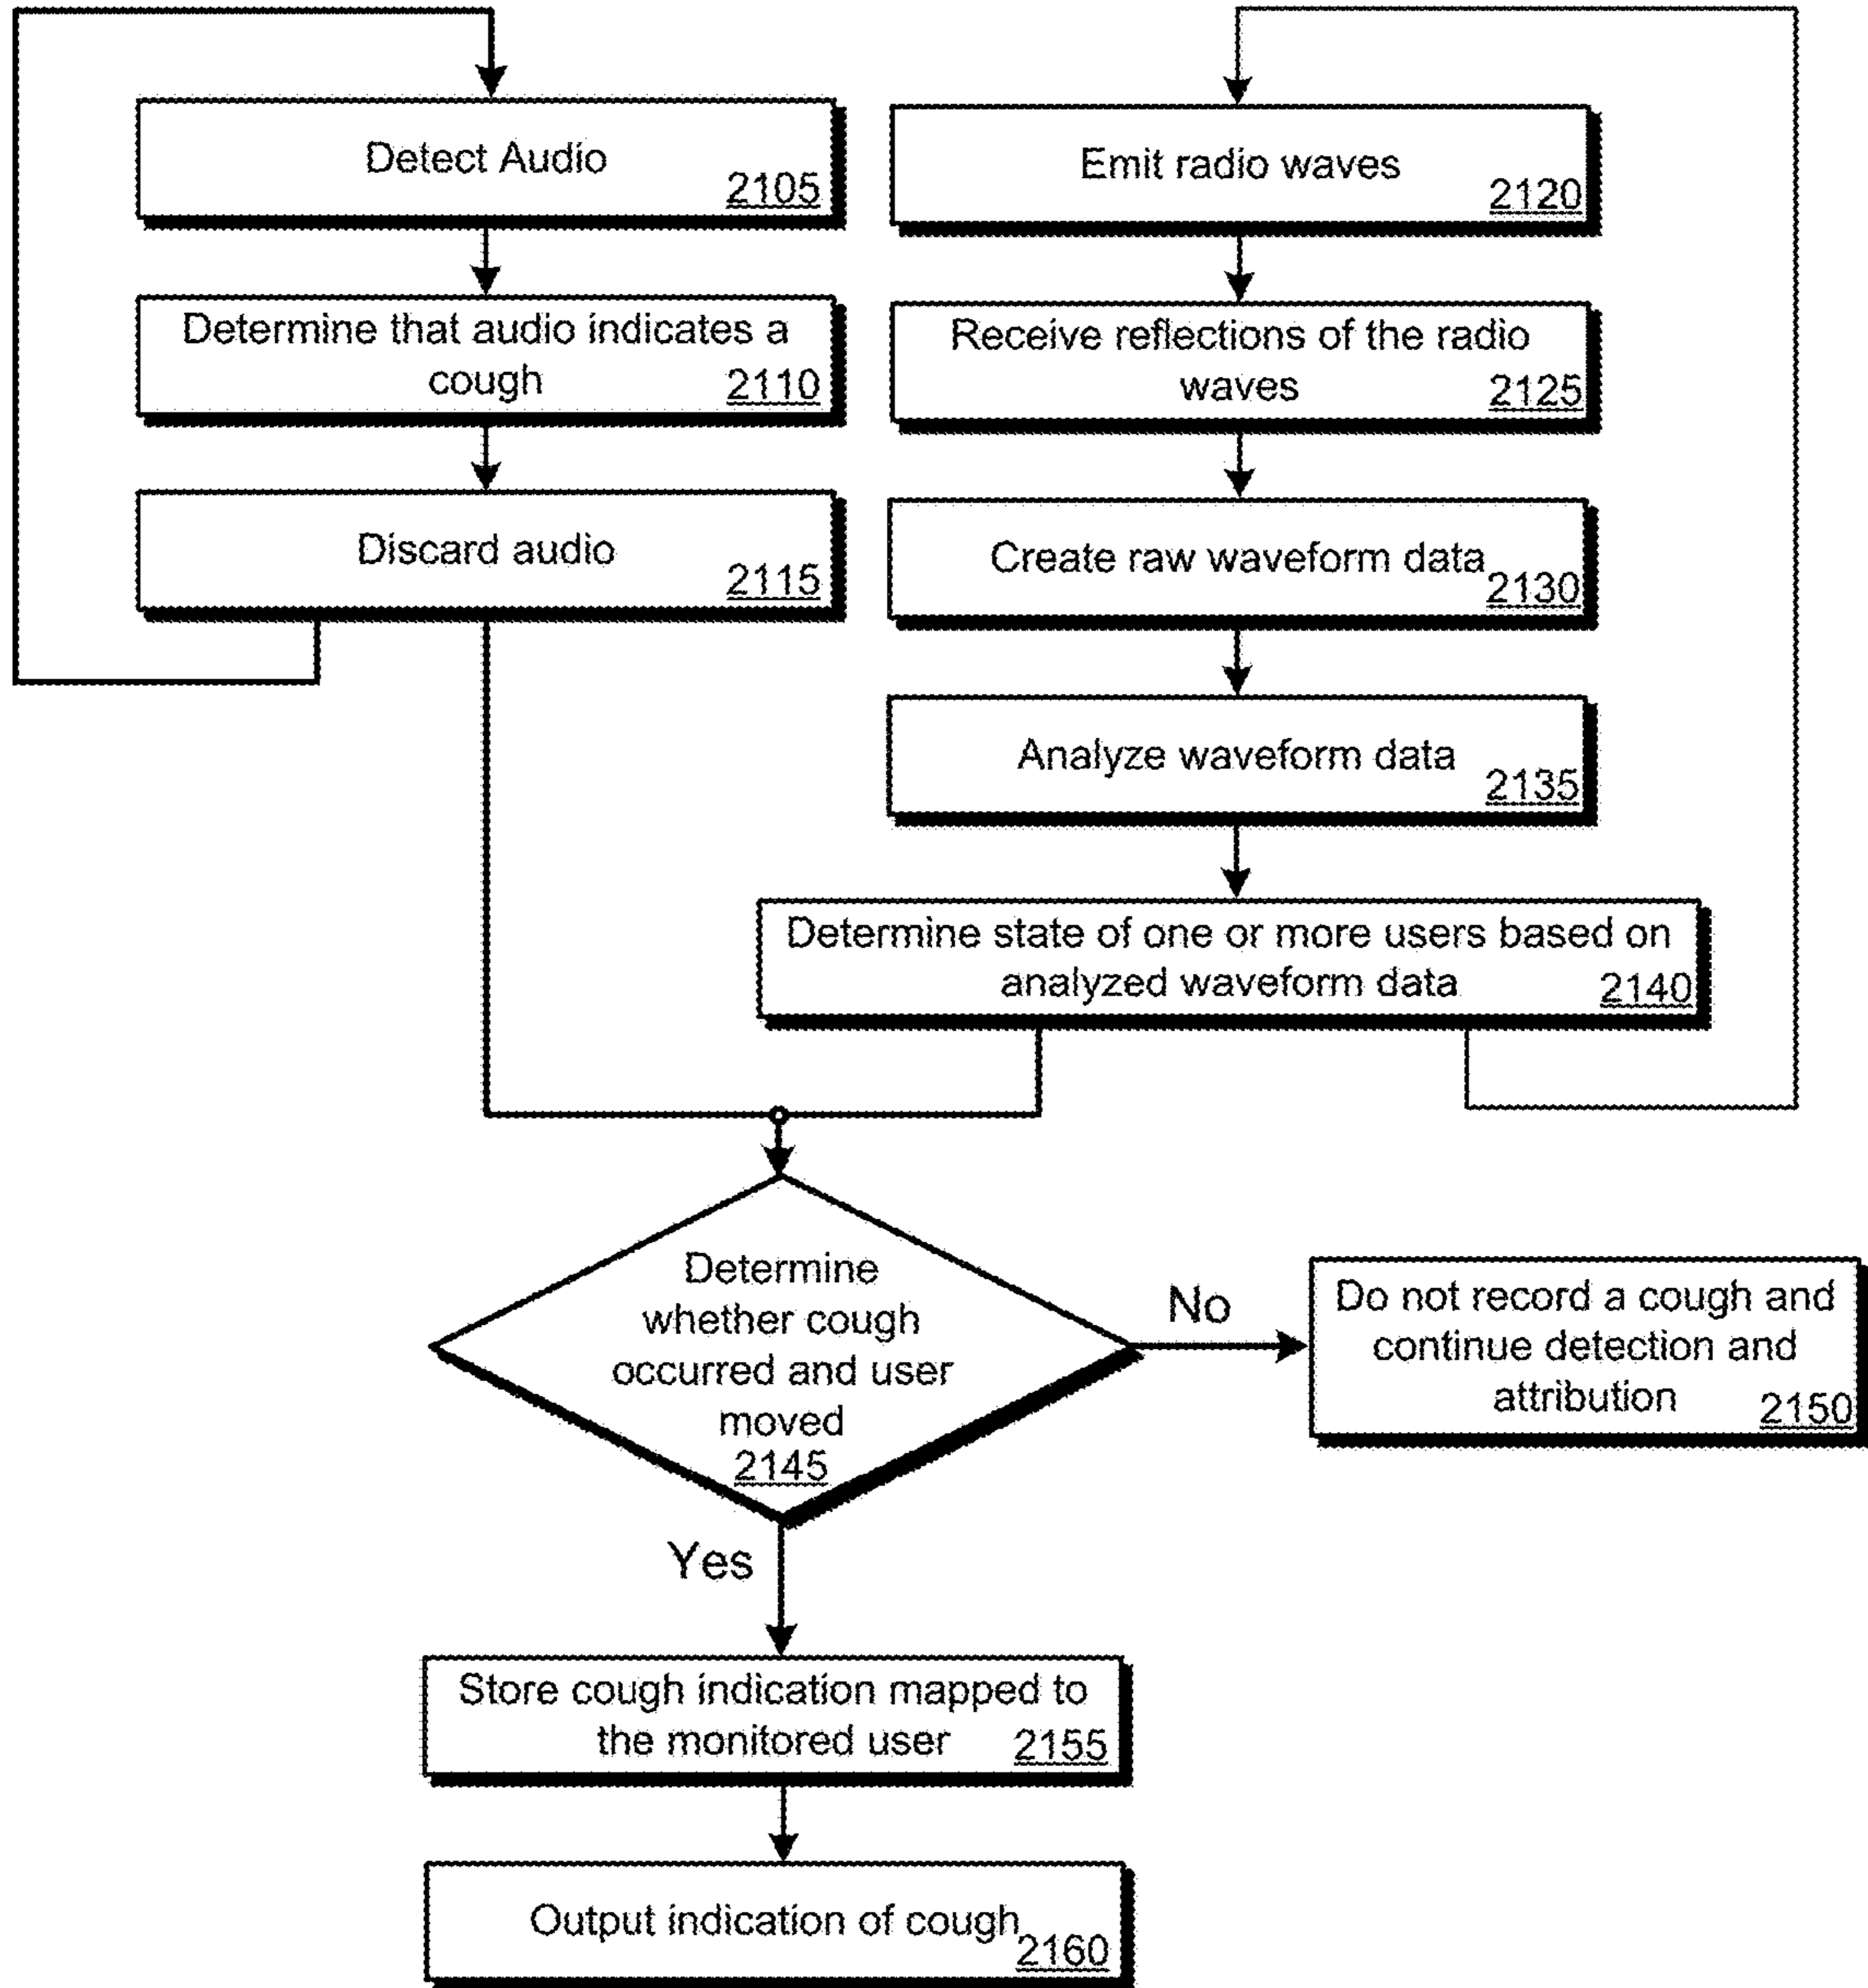 Detect Audio
2105
Determine that audio indicates a
cough
2110
Discard audio
2115
Emit radio waves
2120
Receive reflections of the radio
waves
2125
Create raw waveform data
2130
Analyze waveform data
2135
Determine state of one or more users based on
analyzed waveform data
2140
Determine
whether cough
occurred and user
moved
2145
No
Do not record a cough and
continue detection and
attribution
2150
Yes
Store cough indication mapped to
the monitored user
2155
Output indication of cough
2160